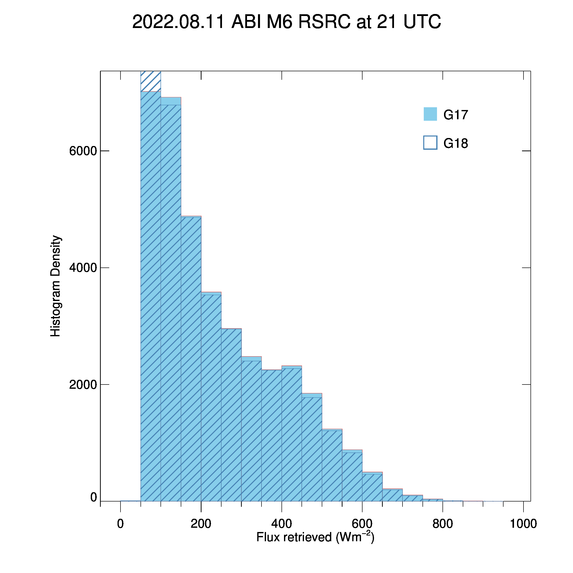 2022.08.11 ABI M6 RSRC at 21 UTC
G17
G18
6000
4000
2000
0
Histogram Density
0 200 400 600 800 1000
Flux retrieved (Wm⁻²)